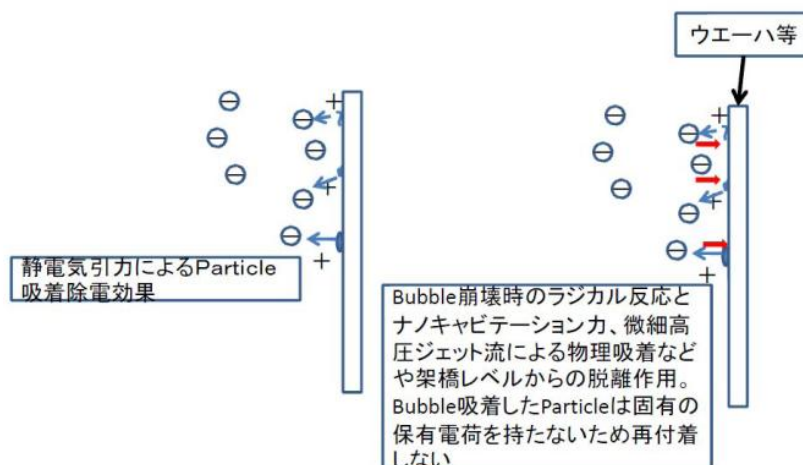 ウエーハ等
静電気引力によるParticle
吸着除電効果
Bubble崩壊時のラジカル反応と
ナノキャビテーション力、微細高
圧ジェット流による物理吸着など
や架橋レベルからの脱離作用。
Bubble吸着したParticleは固有の
保有電荷を持たないため再付着
しない